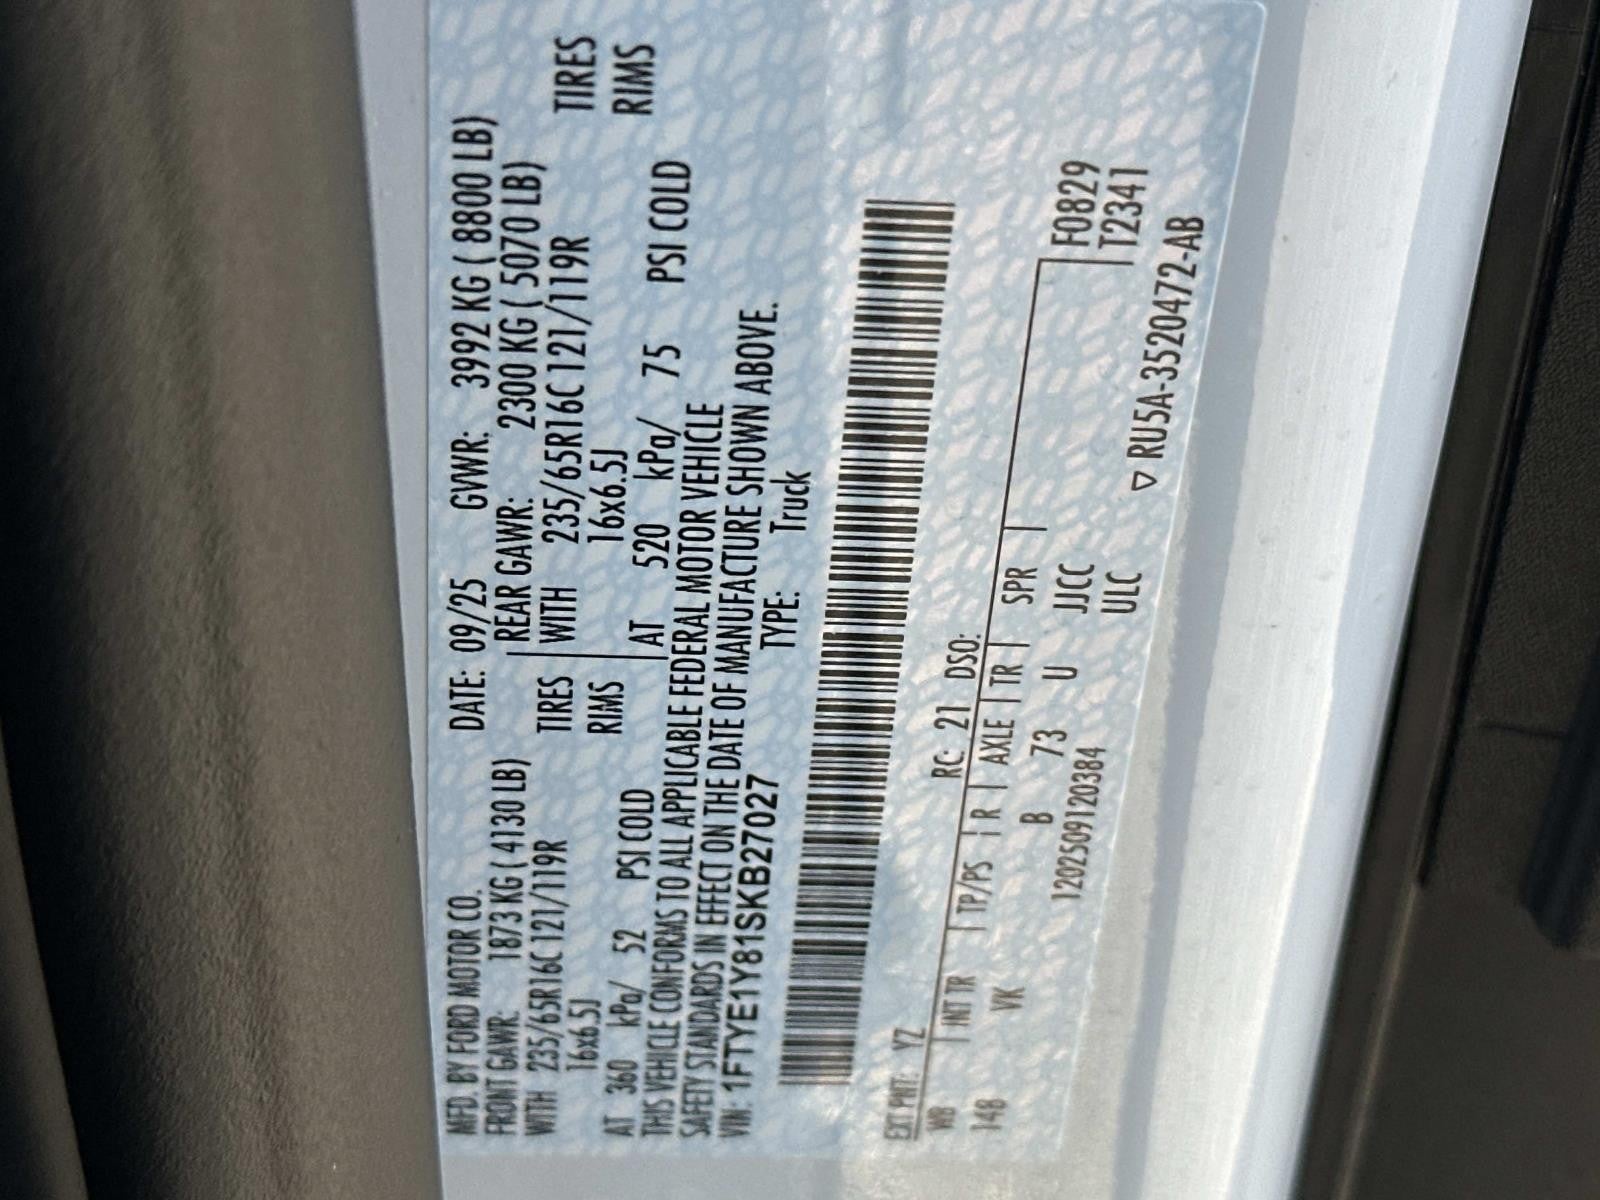 MFD. BY FORD MOTOR CO. DATE: 09/25 GVWR: 3992 KG ( 8800 LB)
FRONT GAWR: 1873 KG ( 4130 LB) REAR GAWR: 2300 KG ( 5070 LB)
WITH 235/65R16C 121/119R TIRES WITH 235/65R16C 121/119R TIRES
16x6.5J RIMS 16x6.5J RIMS
AT 360 kPa/ 52 PSI COLD AT 520 kPa/ 75 PSI COLD
THIS VEHICLE CONFORMS TO ALL APPLICABLE FEDERAL MOTOR VEHICLE
SAFETY STANDARDS IN EFFECT ON THE DATE OF MANUFACTURE SHOWN ABOVE.
VIN: 1FTYE1Y81SKB27027 TYPE: Truck
EXT PNT: YZ RC: 21 DSO:
WB INT TR TP/PS R AXLE TR SPR F0829
148 VK B 73 U JJCC T2341
1202509120384 ULC
▽ RU5A-3520472-AB